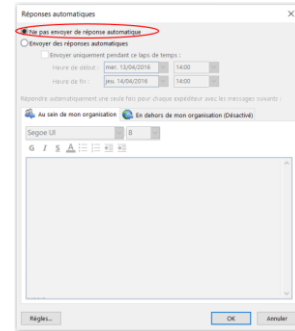 Réponses automatiques
Ne pas envoyer de réponse automatique
Envoyer des réponses automatiques
Envoyer uniquement pendant ce laps de temps :
Heure de début : mer. 13/04/2016 14:00
Heure de fin : jeu. 14/04/2016 14:00
Répondre automatiquement une seule fois pour chaque expéditeur avec les messages suivants :
Au sein de mon organisation En dehors de mon organisation (Désactivé)
Segoe UI 8
G I S A
Règles... OK Annuler